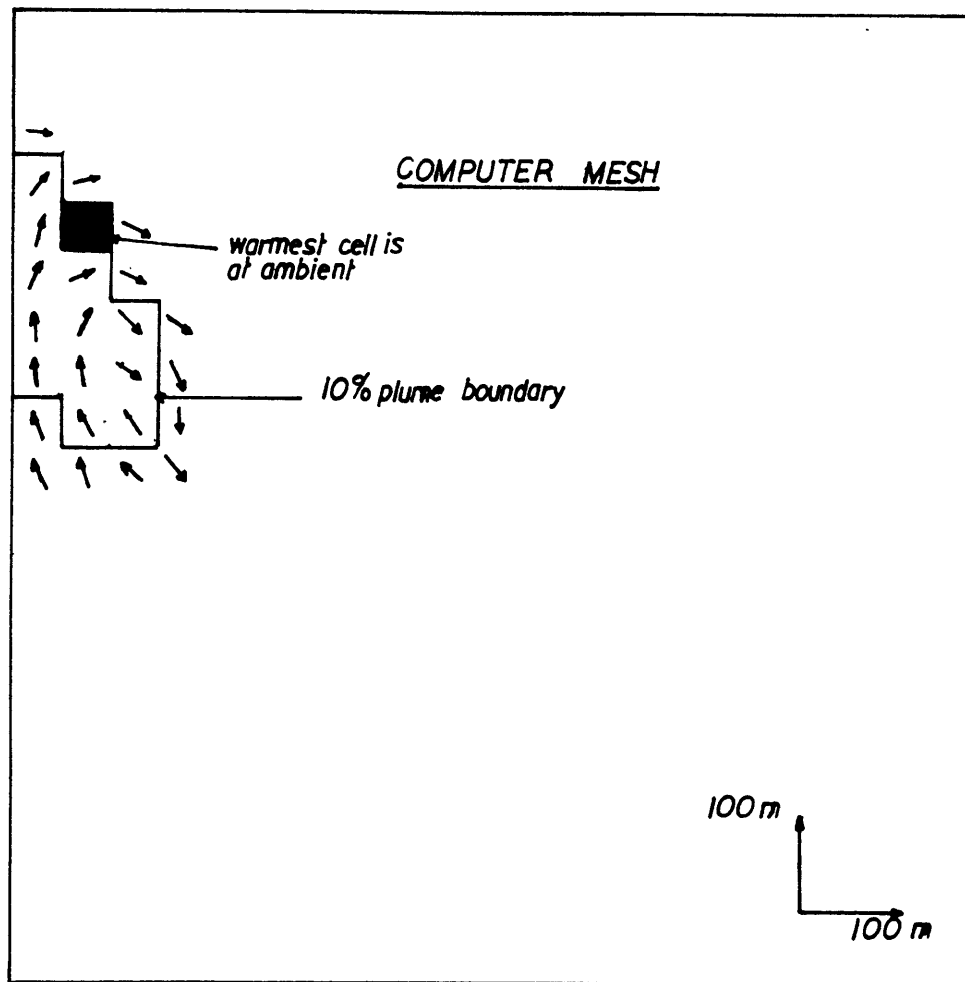 COMPUTER MESH
warmest cell is
at ambient
10% plume boundary
100 m
100 m